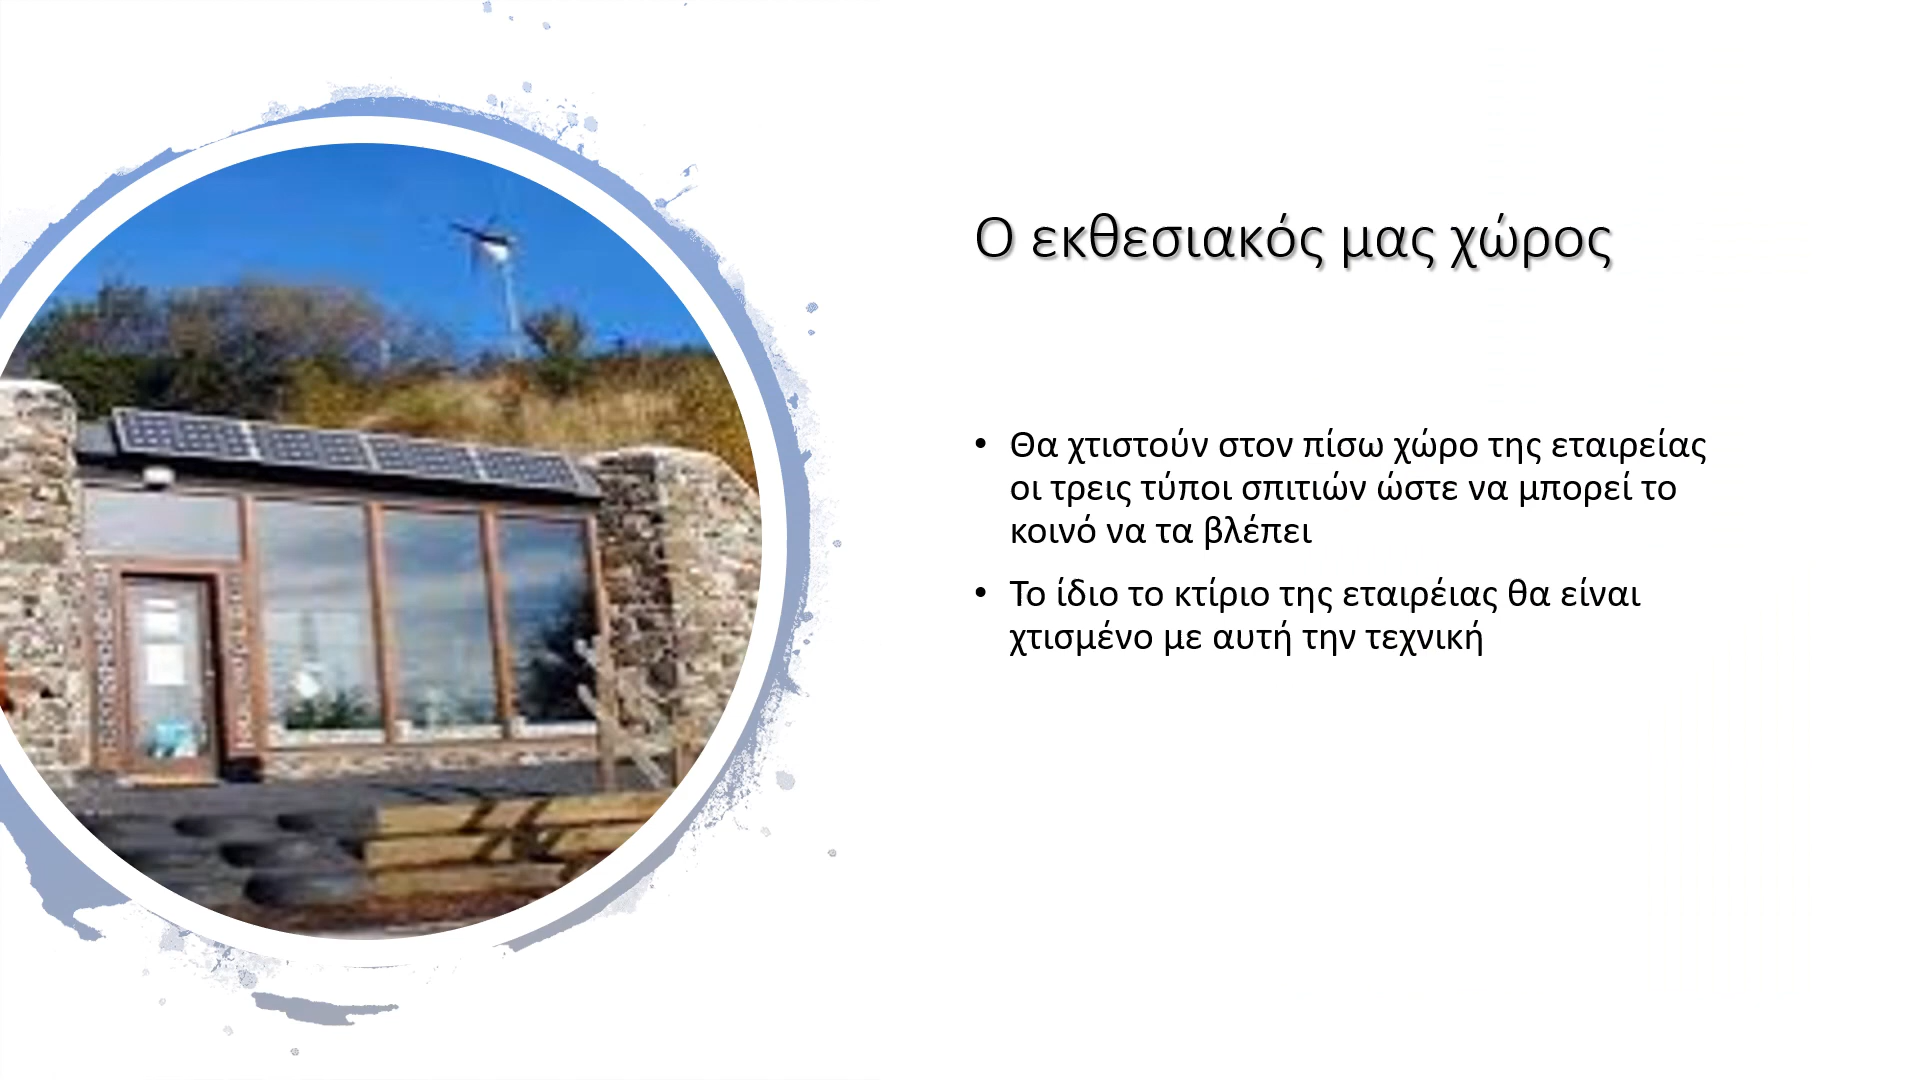 Ο εκθεσιακός μας χώρος
• Θα χτιστούν στον πίσω χώρο της εταιρείας
οι τρεις τύποι σπιτιών ώστε να μπορεί το
κοινό να τα βλέπει
• Το ίδιο το κτίριο της εταιρέιας θα είναι
χτισμένο με αυτή την τεχνική